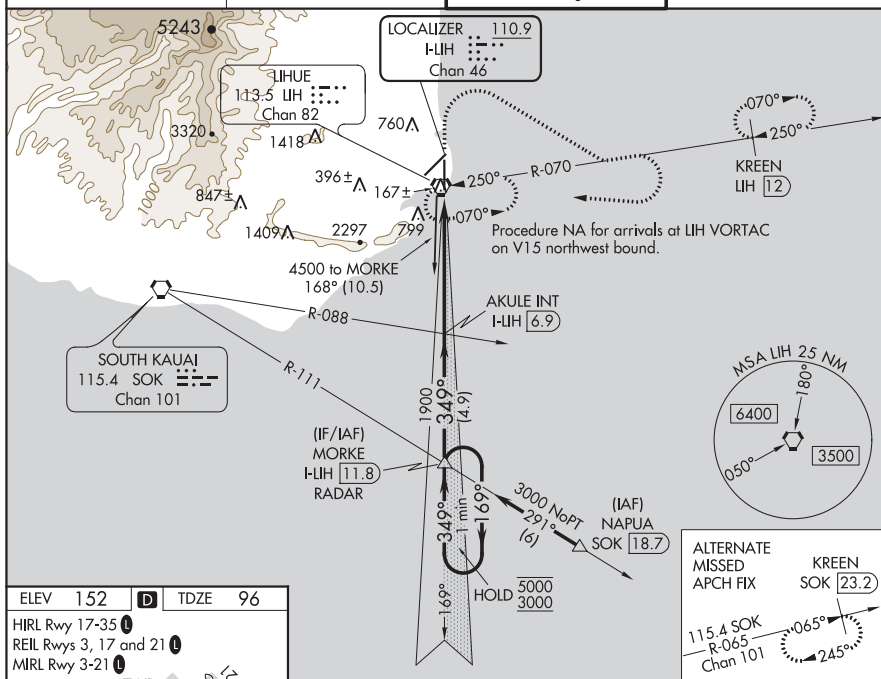 5243
LOCALIZER 110.9
I-LIH
Chan 46
LIHUE
113.5 LIH
Chan 82
3320
1418
760
070°
250°
KREEN
LIH 12
R-070
250°
070°
396±
167±
847±
1409
2297
799
Procedure NA for arrivals at LIH VORTAC
on V15 northwest bound.
4500 to MORKE
168° (10.5)
AKULE INT
I-LIH 6.9
R-088
SOUTH KAUAI
115.4 SOK
Chan 101
R-111
1900
349°
(4.9)
MSA LIH 25 NM
180°
6400
3500
050°
(IF/IAF)
MORKE
I-LIH 11.8
RADAR
349°
1 min
169°
3000 NoPT
291°
(6)
(IAF)
NAPUA
SOK 18.7
HOLD 5000
3000
169°
ALTERNATE
MISSED
APCH FIX
KREEN
SOK 23.2
115.4 SOK
R-065
Chan 101
065°
245°
ELEV 152 D TDZE 96
HIRL Rwy 17-35 L
REIL Rwys 3, 17 and 21 L
MIRL Rwy 3-21 L
21